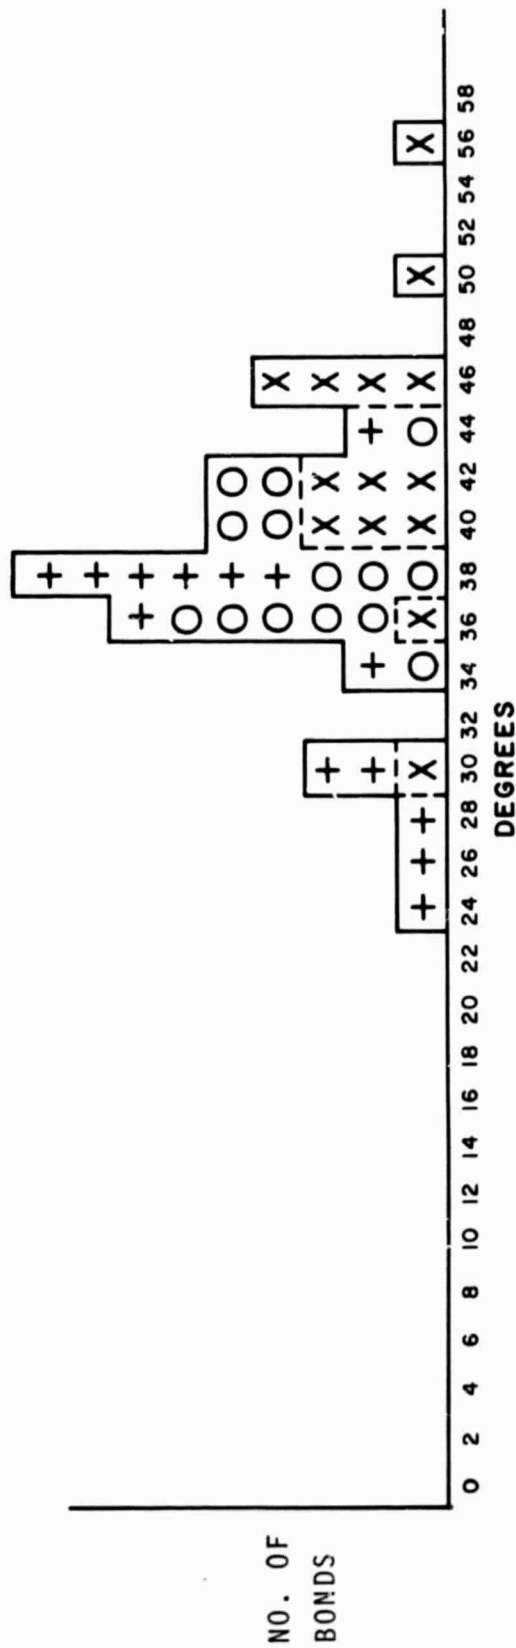 NO. OF
BONDS
+
+
+ +
O + +
O + O O X
O + O O +
+ O O X X X
+ + O O X X + X
+ + + X O X O X X O X X X
0 2 4 6 8 10 12 14 16 18 20 22 24 26 28 30 32 34 36 38 40 42 44 46 48 50 52 54 56 58
DEGREES